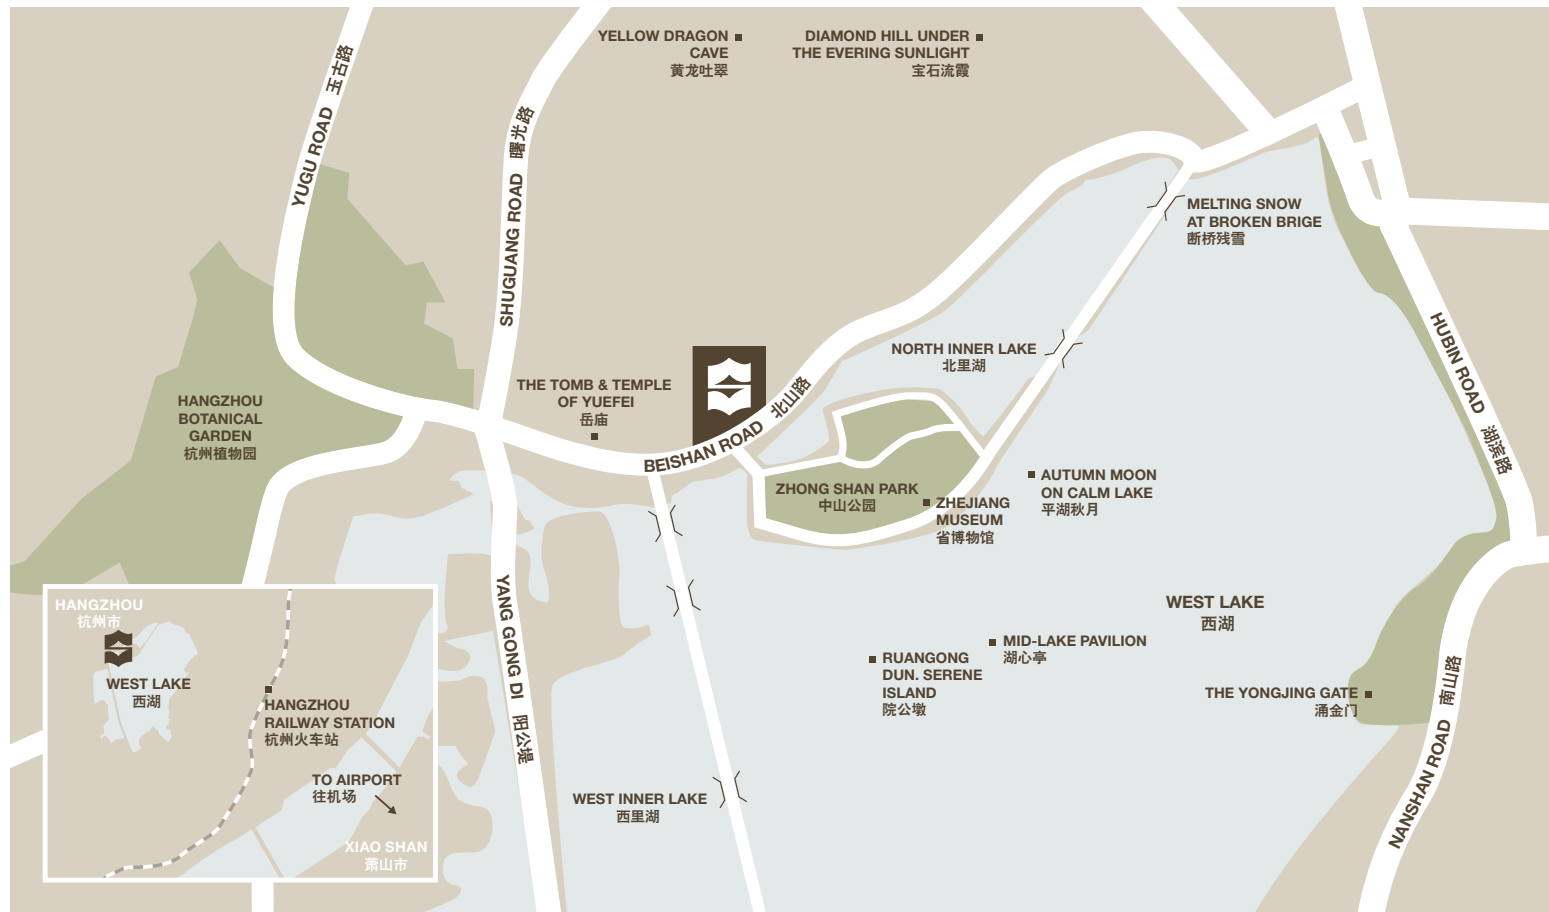 YELLOW DRAGON
CAVE
黄龙吐翠
DIAMOND HILL UNDER
THE EVERING SUNLIGHT
宝石流霞
YUGU ROAD 玉古路
SHUGUANG ROAD 曙光路
MELTING SNOW
AT BROKEN BRIGE
断桥残雪
HUBIN ROAD 湖滨路
NORTH INNER LAKE
北里湖
THE TOMB & TEMPLE
OF YUEFEI
岳庙
BEISHAN ROAD 北山路
HANGZHOU
BOTANICAL
GARDEN
杭州植物园
ZHONG SHAN PARK
中山公园
ZHEJIANG
MUSEUM
省博物馆
AUTUMN MOON
ON CALM LAKE
平湖秋月
YANG GONG DI 阳公堤
WEST LAKE
西湖
MID-LAKE PAVILION
湖心亭
RUANGONG
DUN. SERENE
ISLAND
院公墩
THE YONGJING GATE
涌金门
NANSHAN ROAD 南山路
WEST INNER LAKE
西里湖
HANGZHOU
杭州市
WEST LAKE
西湖
HANGZHOU
RAILWAY STATION
杭州火车站
TO AIRPORT
往机场
XIAO SHAN
萧山市